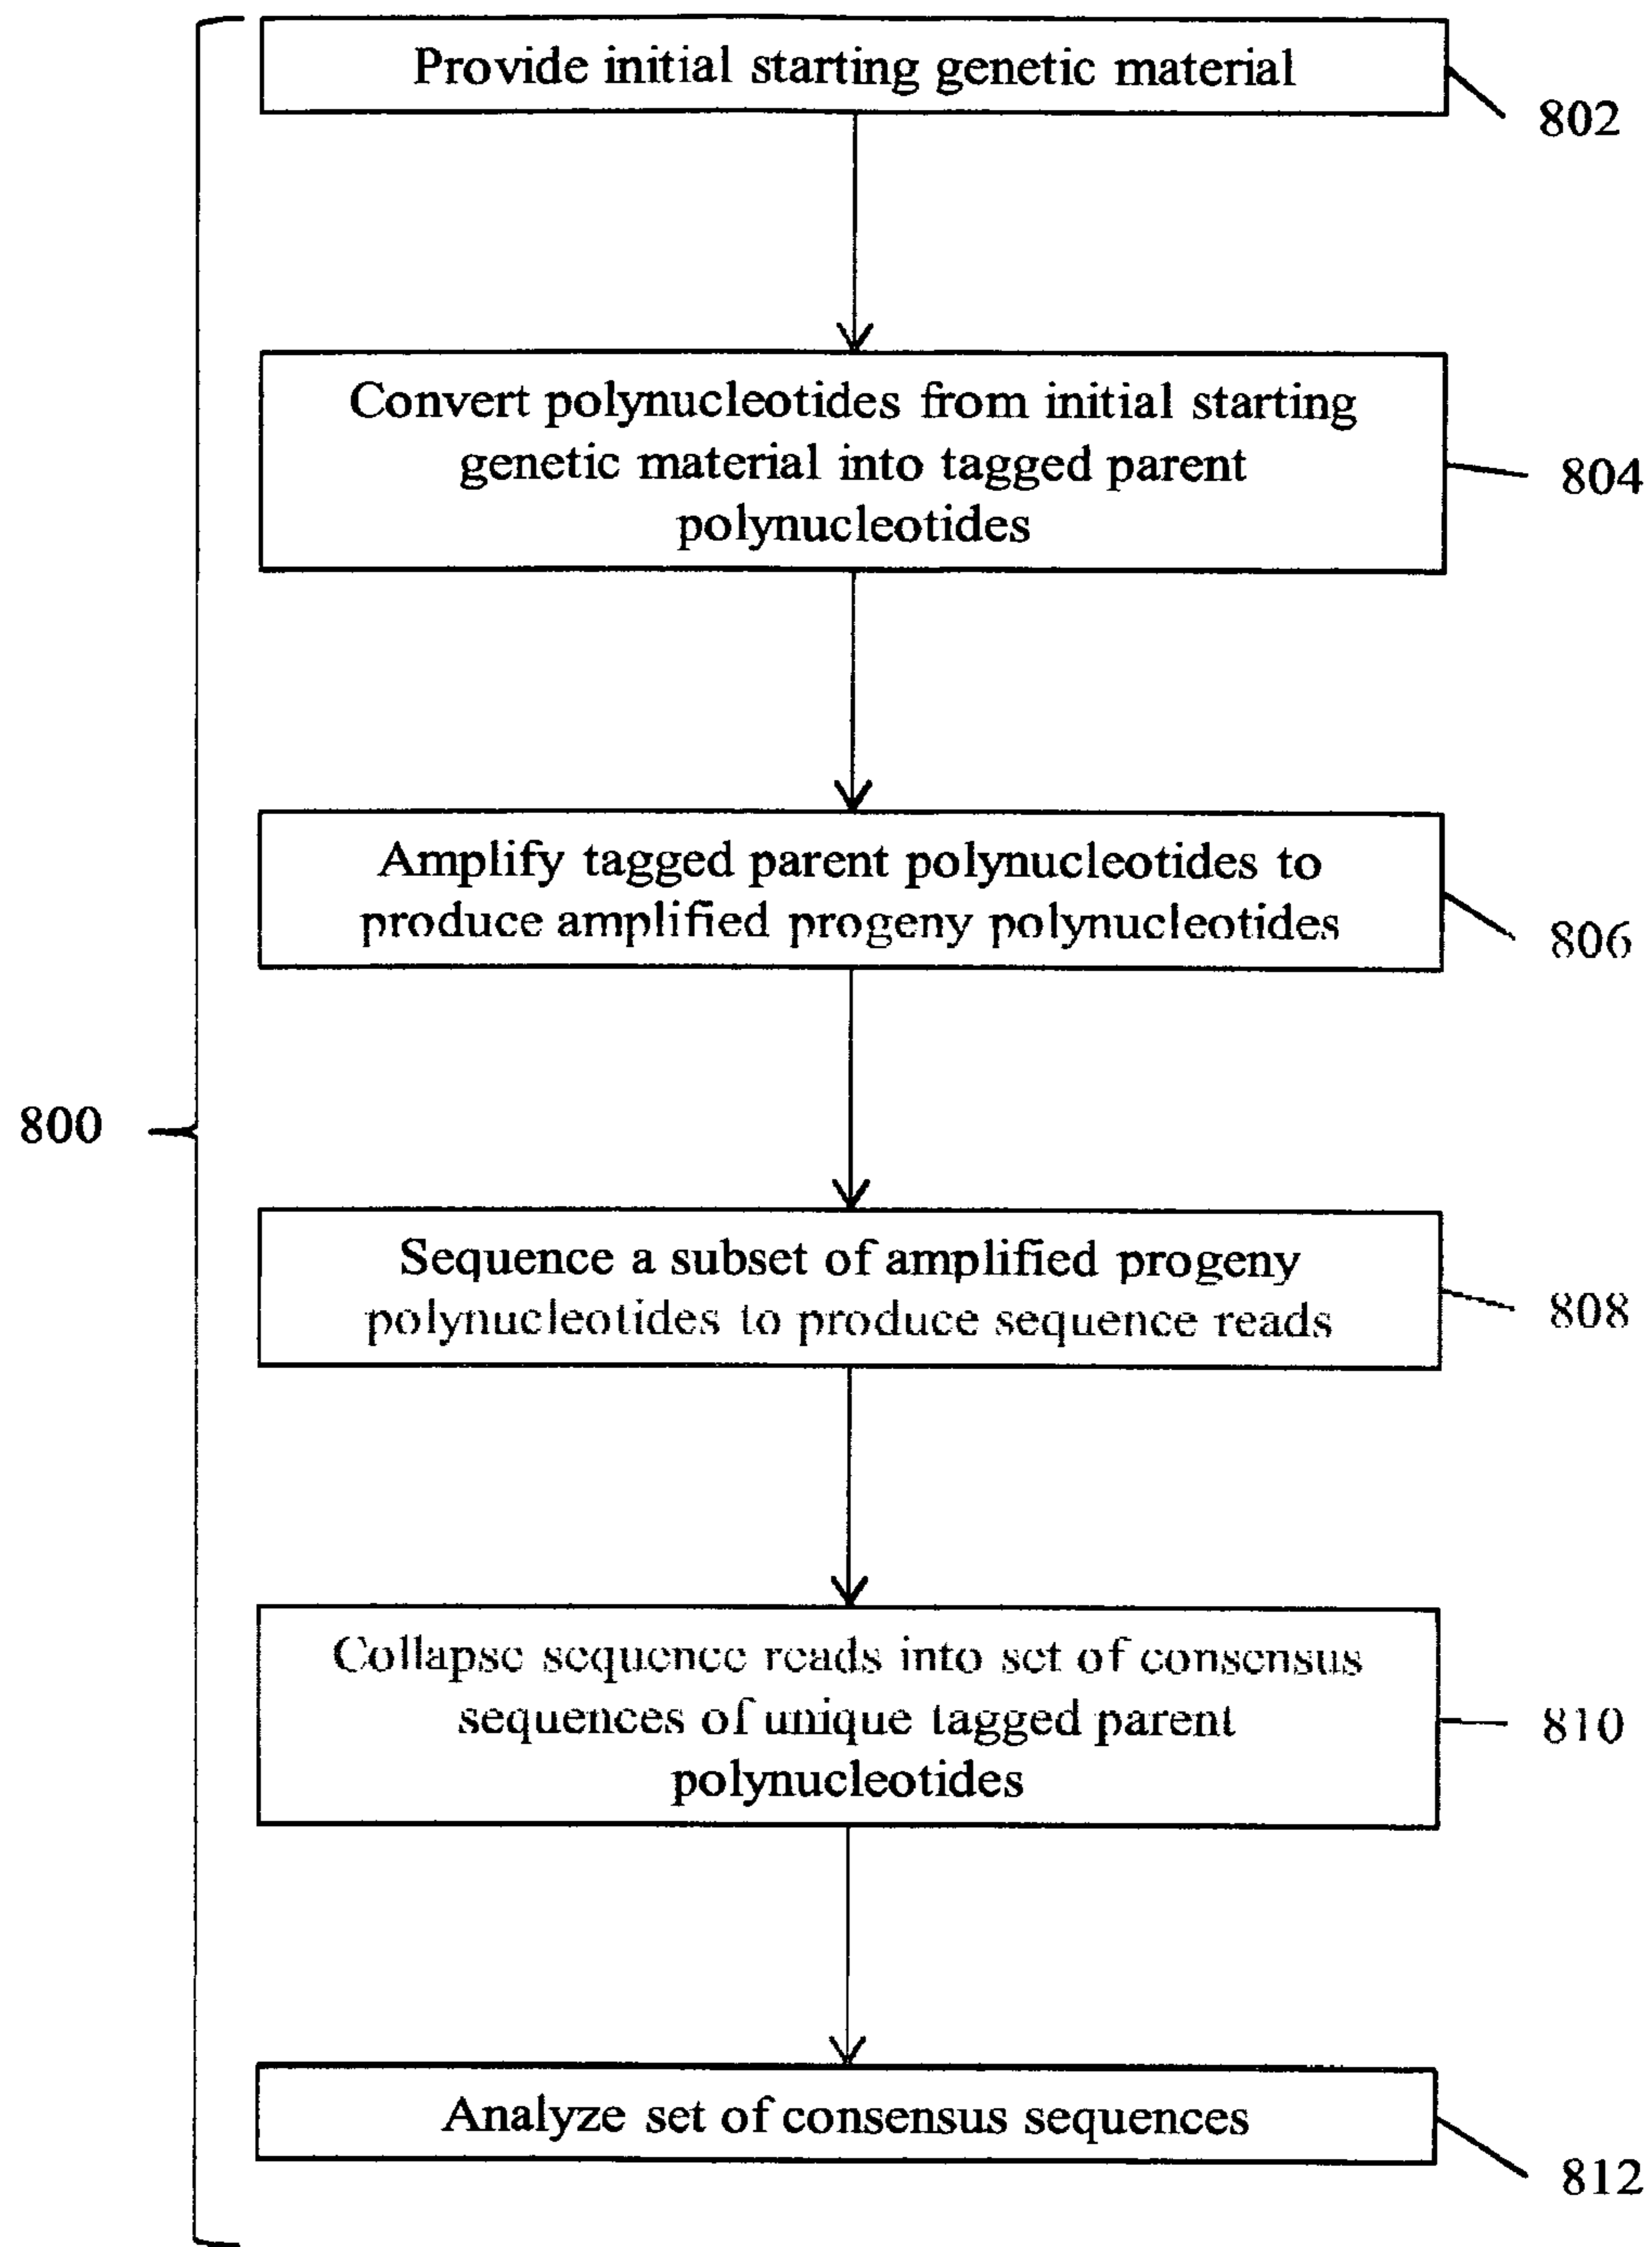 Provide initial starting genetic material
802
Convert polynucleotides from initial starting
genetic material into tagged parent
polynucleotides
804
Amplify tagged parent polynucleotides to
produce amplified progeny polynucleotides
806
800
Sequence a subset of amplified progeny
polynucleotides to produce sequence reads
808
Collapse sequence reads into set of consensus
sequences of unique tagged parent
polynucleotides
810
Analyze set of consensus sequences
812